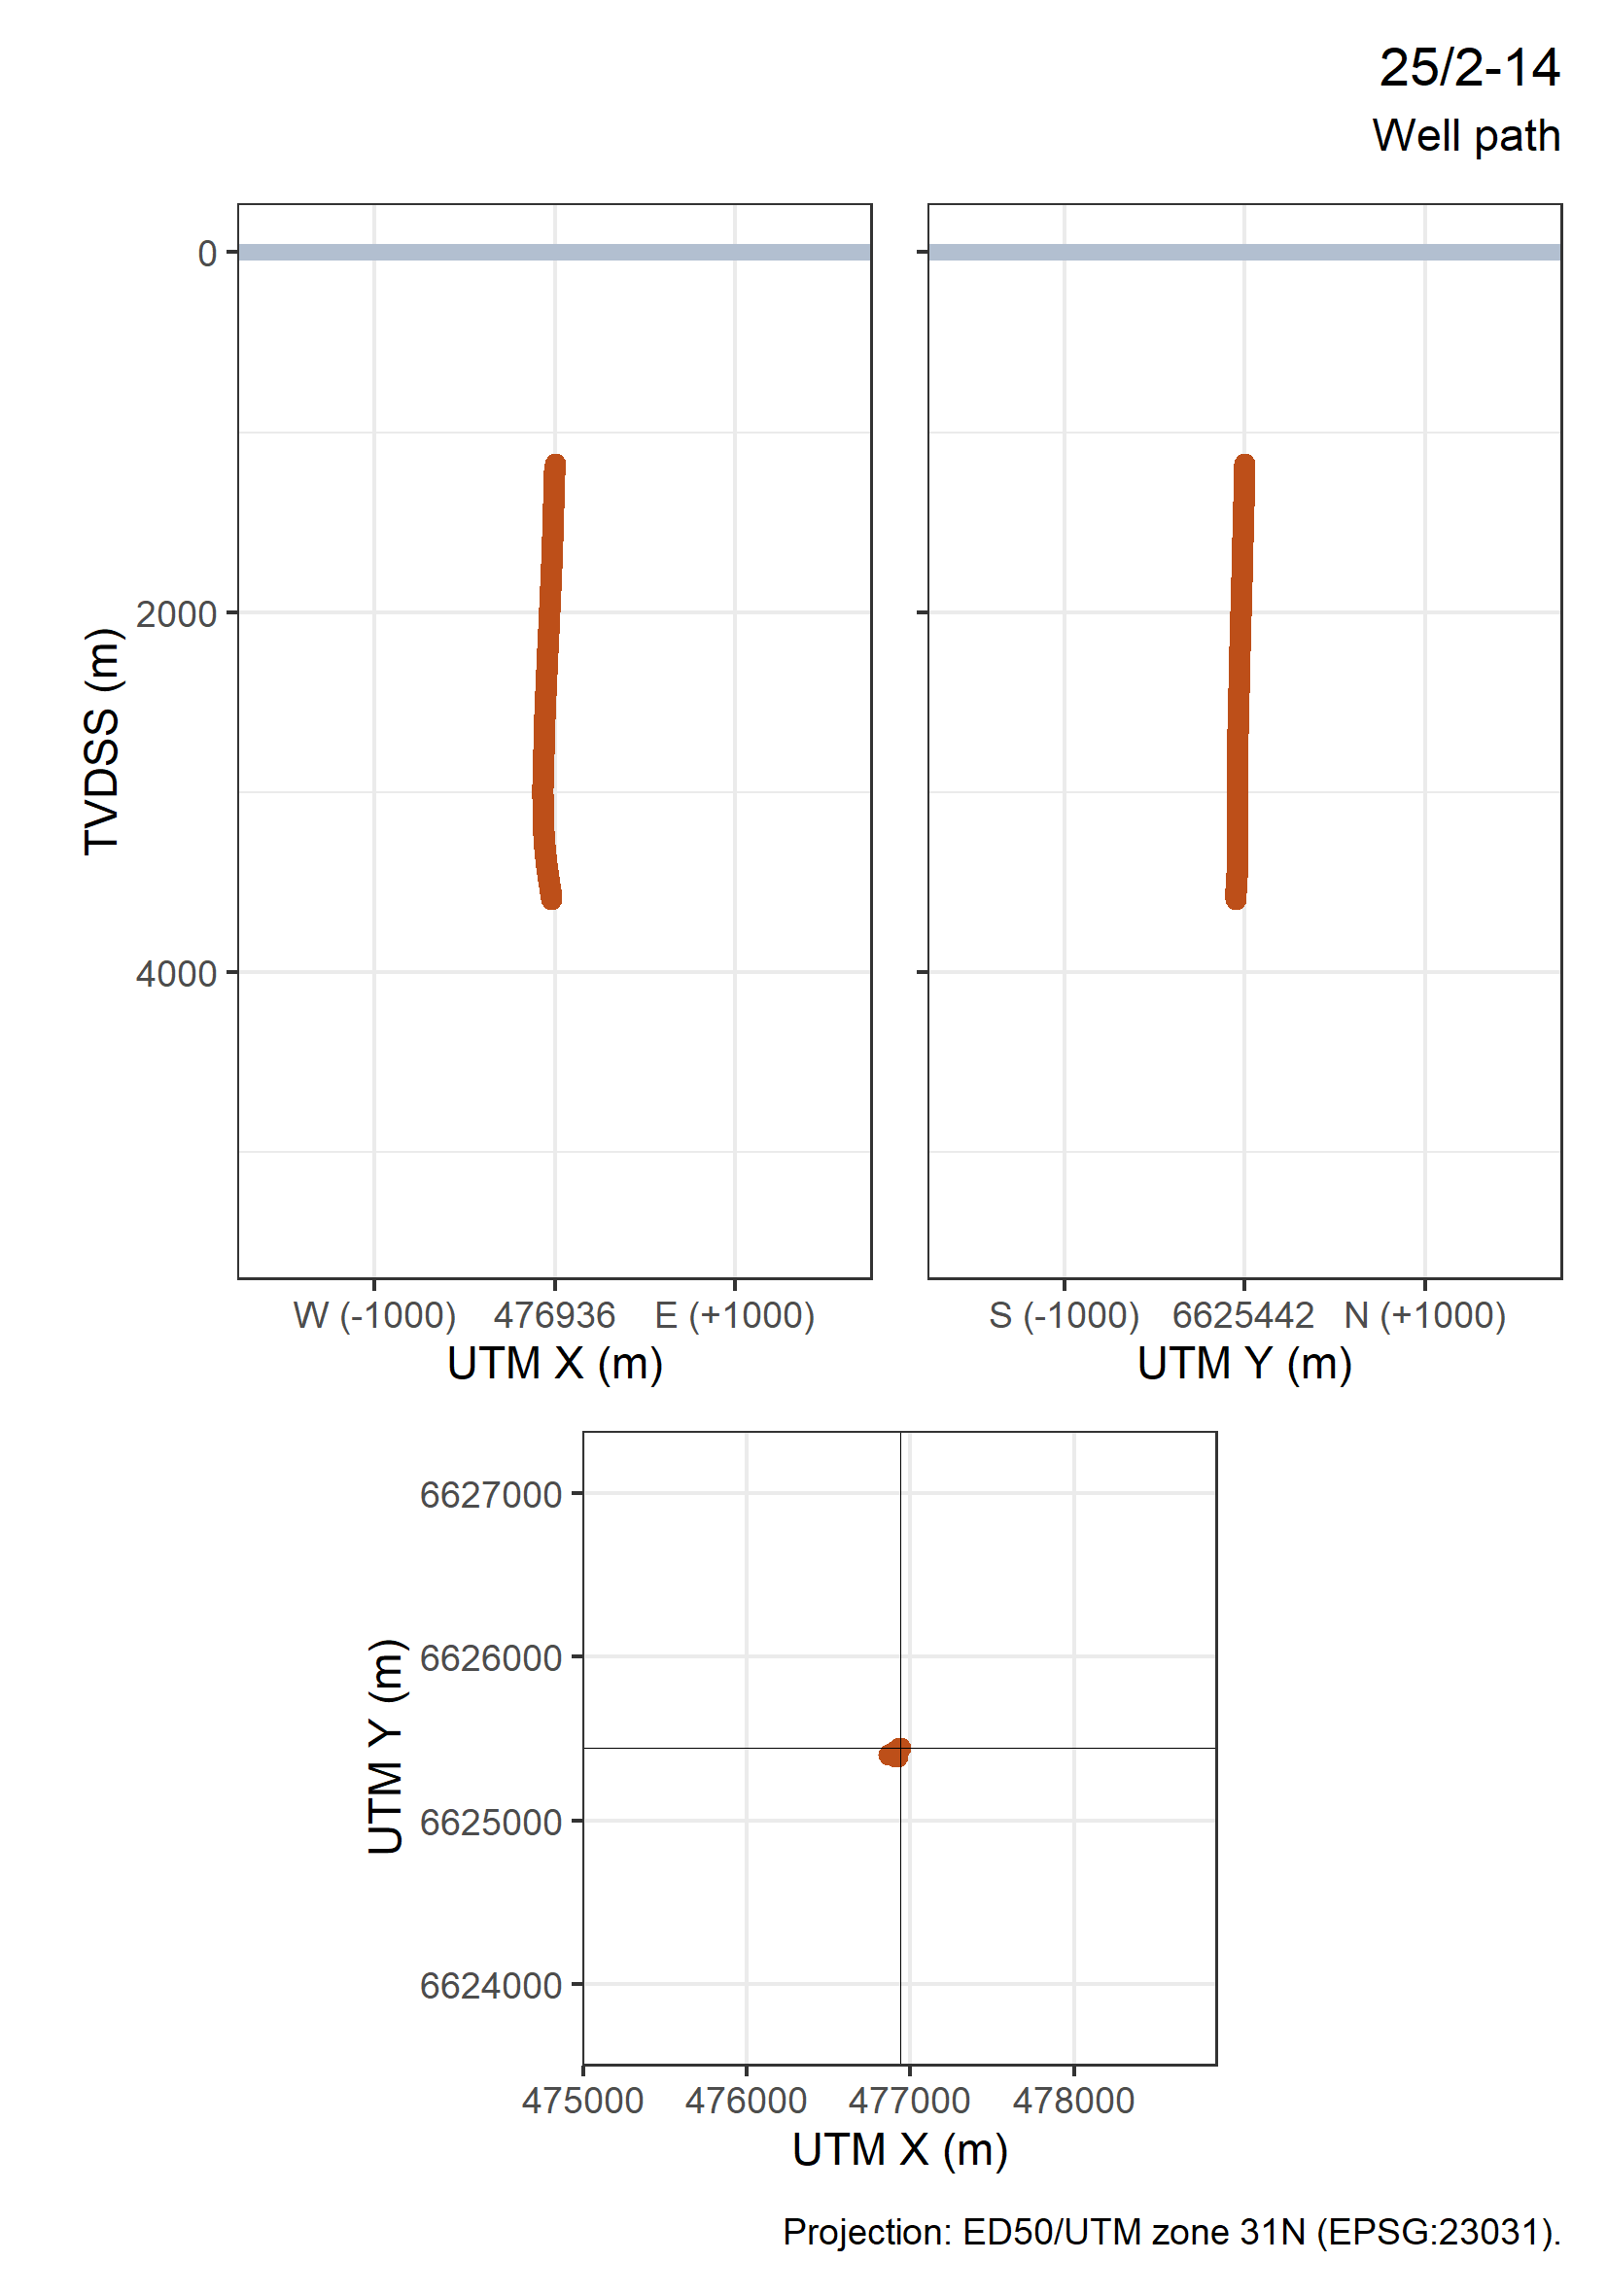 25/2-14
Well path
TVDSS (m)
0
2000
4000
W (-1000) 476936 E (+1000)
UTM X (m)
S (-1000) 6625442 N (+1000)
UTM Y (m)
UTM Y (m)
6627000
6626000
6625000
6624000
475000 476000 477000 478000
UTM X (m)
Projection: ED50/UTM zone 31N (EPSG:23031).